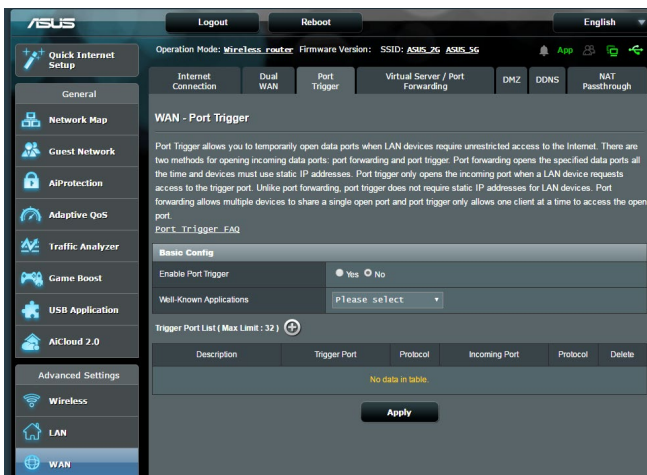 ASUS
Logout
Reboot
English
Quick Internet Setup
Operation Mode: Wireless router Firmware Version: SSID: ASUS_2G ASUS_5G
App
Internet Connection
Dual WAN
Port Trigger
Virtual Server / Port Forwarding
DMZ
DDNS
NAT Passthrough
General
Network Map
Guest Network
AiProtection
Adaptive QoS
Traffic Analyzer
Game Boost
USB Application
AiCloud 2.0
Advanced Settings
Wireless
LAN
WAN
WAN - Port Trigger
Port Trigger allows you to temporarily open data ports when LAN devices require unrestricted access to the Internet. There are
two methods for opening incoming data ports: port forwarding and port trigger. Port forwarding opens the specified data ports all
the time and devices must use static IP addresses. Port trigger only opens the incoming port when a LAN device requests
access to the trigger port. Unlike port forwarding, port trigger does not require static IP addresses for LAN devices. Port
forwarding allows multiple devices to share a single open port and port trigger only allows one client at a time to access the open
port.
Port Trigger FAQ
Basic Config
Enable Port Trigger
Yes No
Well-Known Applications
Please select
Trigger Port List ( Max Limit : 32 )
Description Trigger Port Protocol Incoming Port Protocol Delete
No data in table.
Apply